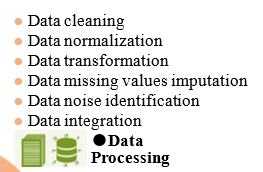 ● Data cleaning
● Data normalization
● Data transformation
● Data missing values imputation
● Data noise identification
● Data integration
●Data
Processing